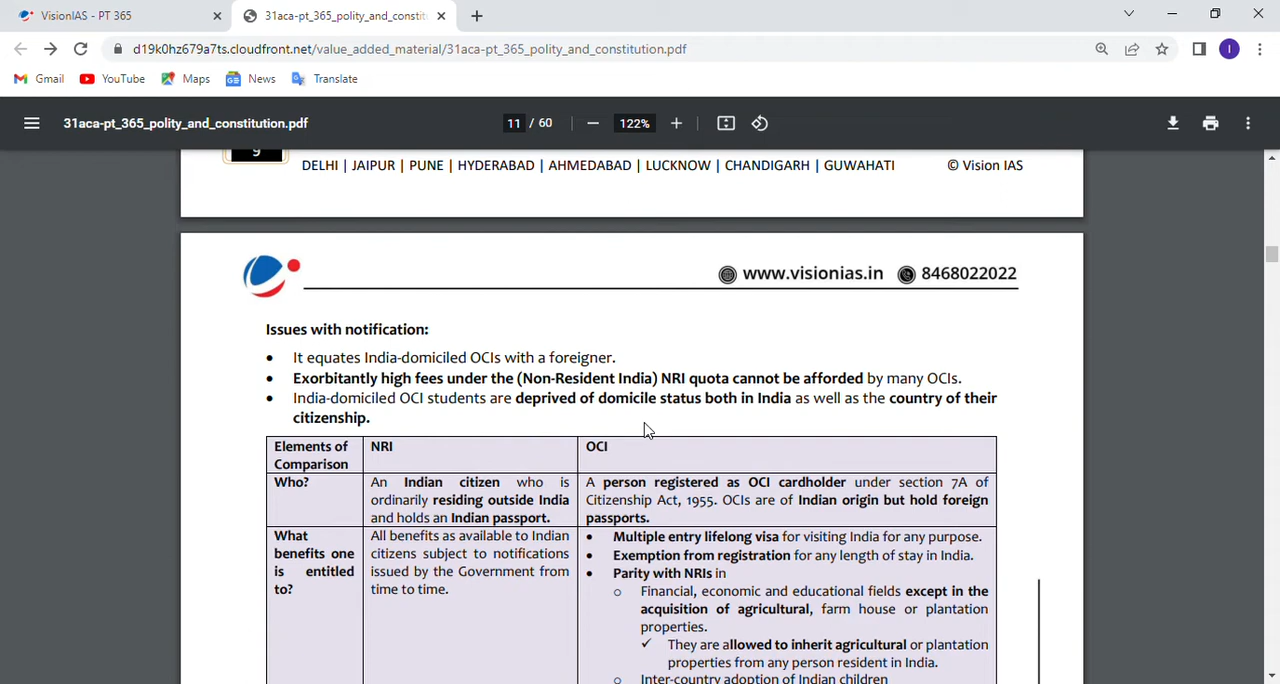 VisionIAS - PT 365
31aca-pt_365_polity_and_constitu
d19k0hz679a7ts.cloudfront.net/value_added_material/31aca-pt_365_polity_and_constitution.pdf
I
Gmail YouTube Maps News Translate
31aca-pt_365_polity_and_constitution.pdf 11 / 60 122%
9
DELHI | JAIPUR | PUNE | HYDERABAD | AHMEDABAD | LUCKNOW | CHANDIGARH | GUWAHATI © Vision IAS
www.visionias.in 8468022022
Issues with notification:
• It equates India-domiciled OCIs with a foreigner.
• Exorbitantly high fees under the (Non-Resident India) NRI quota cannot be afforded by many OCIs.
• India-domiciled OCI students are deprived of domicile status both in India as well as the country of their
citizenship.
Elements of
Comparison
NRI
OCI
Who?
An Indian citizen who is
ordinarily residing outside India
and holds an Indian passport.
A person registered as OCI cardholder under section 7A of
Citizenship Act, 1955. OCIs are of Indian origin but hold foreign
passports.
What
benefits one
is entitled
to?
All benefits as available to Indian
citizens subject to notifications
issued by the Government from
time to time.
• Multiple entry lifelong visa for visiting India for any purpose.
• Exemption from registration for any length of stay in India.
• Parity with NRIs in
o Financial, economic and educational fields except in the
acquisition of agricultural, farm house or plantation
properties.
✓ They are allowed to inherit agricultural or plantation
properties from any person resident in India.
o Inter-country adoption of Indian children